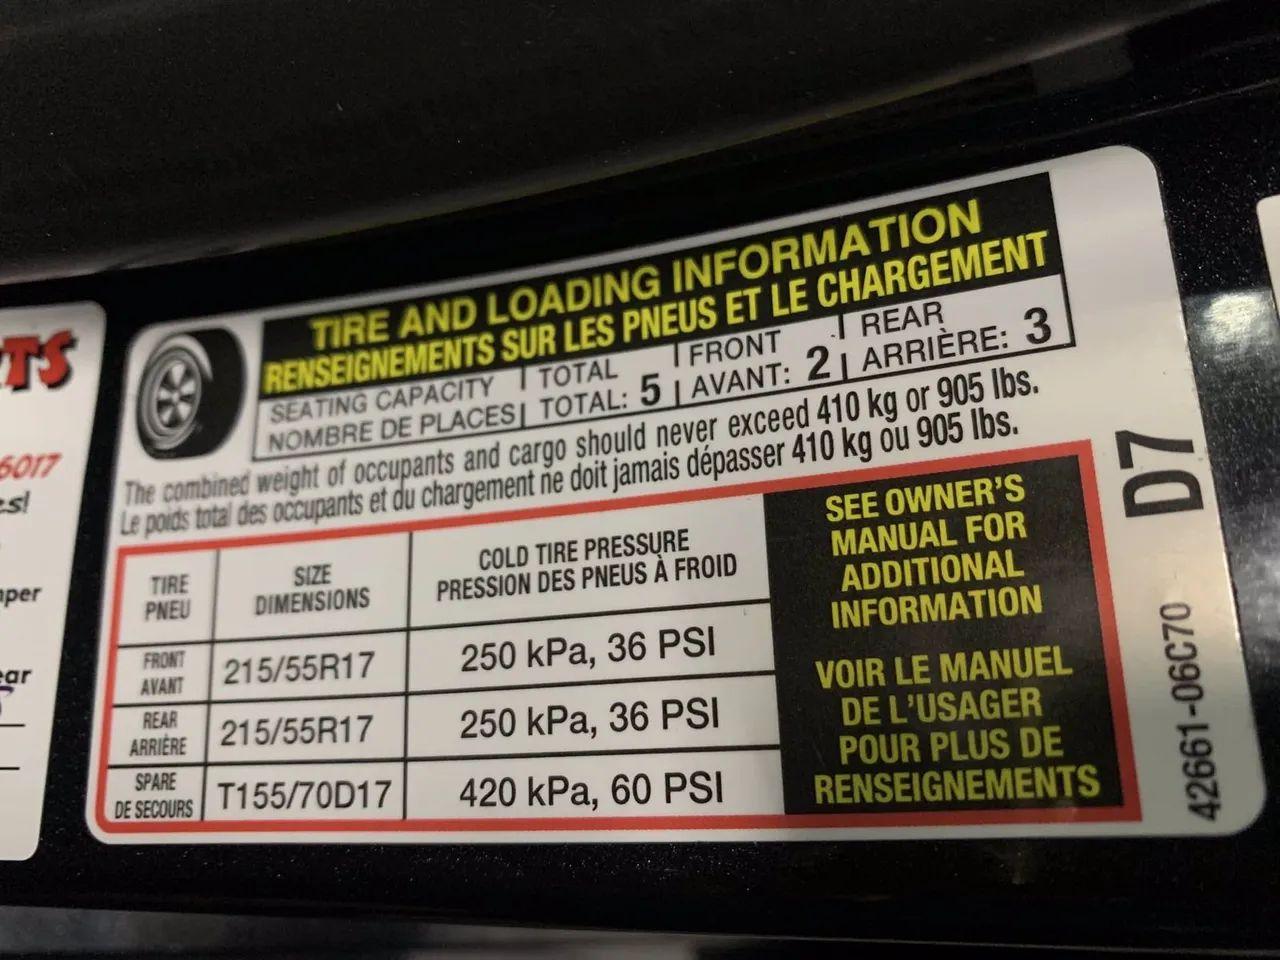 TIRE AND LOADING INFORMATION
RENSEIGNEMENTS SUR LES PNEUS ET LE CHARGEMENT
SEATING CAPACITY | TOTAL | FRONT | REAR
NOMBRE DE PLACES | TOTAL: 5 | AVANT: 2 | ARRIÈRE: 3
The combined weight of occupants and cargo should never exceed 410 kg or 905 lbs.
Le poids total des occupants et du chargement ne doit jamais dépasser 410 kg ou 905 lbs.
TIRE
PNEU
SIZE
DIMENSIONS
COLD TIRE PRESSURE
PRESSION DES PNEUS À FROID
FRONT
AVANT
215/55R17
250 kPa, 36 PSI
REAR
ARRIÈRE
215/55R17
250 kPa, 36 PSI
SPARE
DE SECOURS
T155/70D17
420 kPa, 60 PSI
SEE OWNER'S
MANUAL FOR
ADDITIONAL
INFORMATION
VOIR LE MANUEL
DE L'USAGER
POUR PLUS DE
RENSEIGNEMENTS
D7
42661-06C70
6017